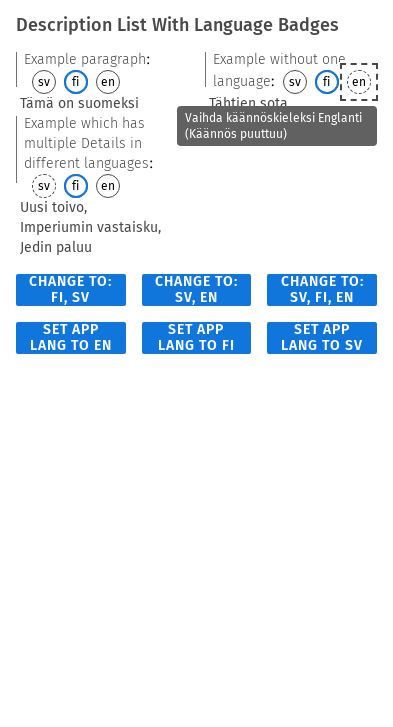 Description List With Language Badges
Example paragraph:
sv fi en
Tämä on suomeksi
Example without one
language: sv fi en
Tähtien sota
Vaihda käännöskieleksi Englanti
(Käännös puuttuu)
Example which has
multiple Details in
different languages:
sv fi en
Uusi toivo,
Imperiumin vastaisku,
Jedin paluu
CHANGE TO:
FI, SV
CHANGE TO:
SV, EN
CHANGE TO:
SV, FI, EN
SET APP
LANG TO EN
SET APP
LANG TO FI
SET APP
LANG TO SV